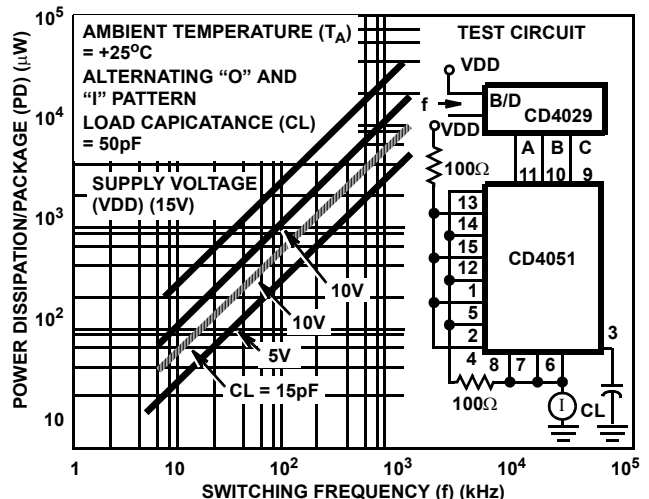 AMBIENT TEMPERATURE (TA)
= +25oC
ALTERNATING “O” AND
“I” PATTERN
LOAD CAPICATANCE (CL)
= 50pF
SUPPLY VOLTAGE
(VDD) (15V)
10V
10V
5V
CL = 15pF
POWER DISSIPATION/PACKAGE (PD) (µW)
105
104
103
102
10
1
10
102
103
104
105
SWITCHING FREQUENCY (f) (kHz)
TEST CIRCUIT
VDD
f
B/D
CD4029
VDD
A B C
100Ω
11 10 9
13
14
15
12
1
5
2
4
CD4051
3
8 7 6
100Ω
I
CL